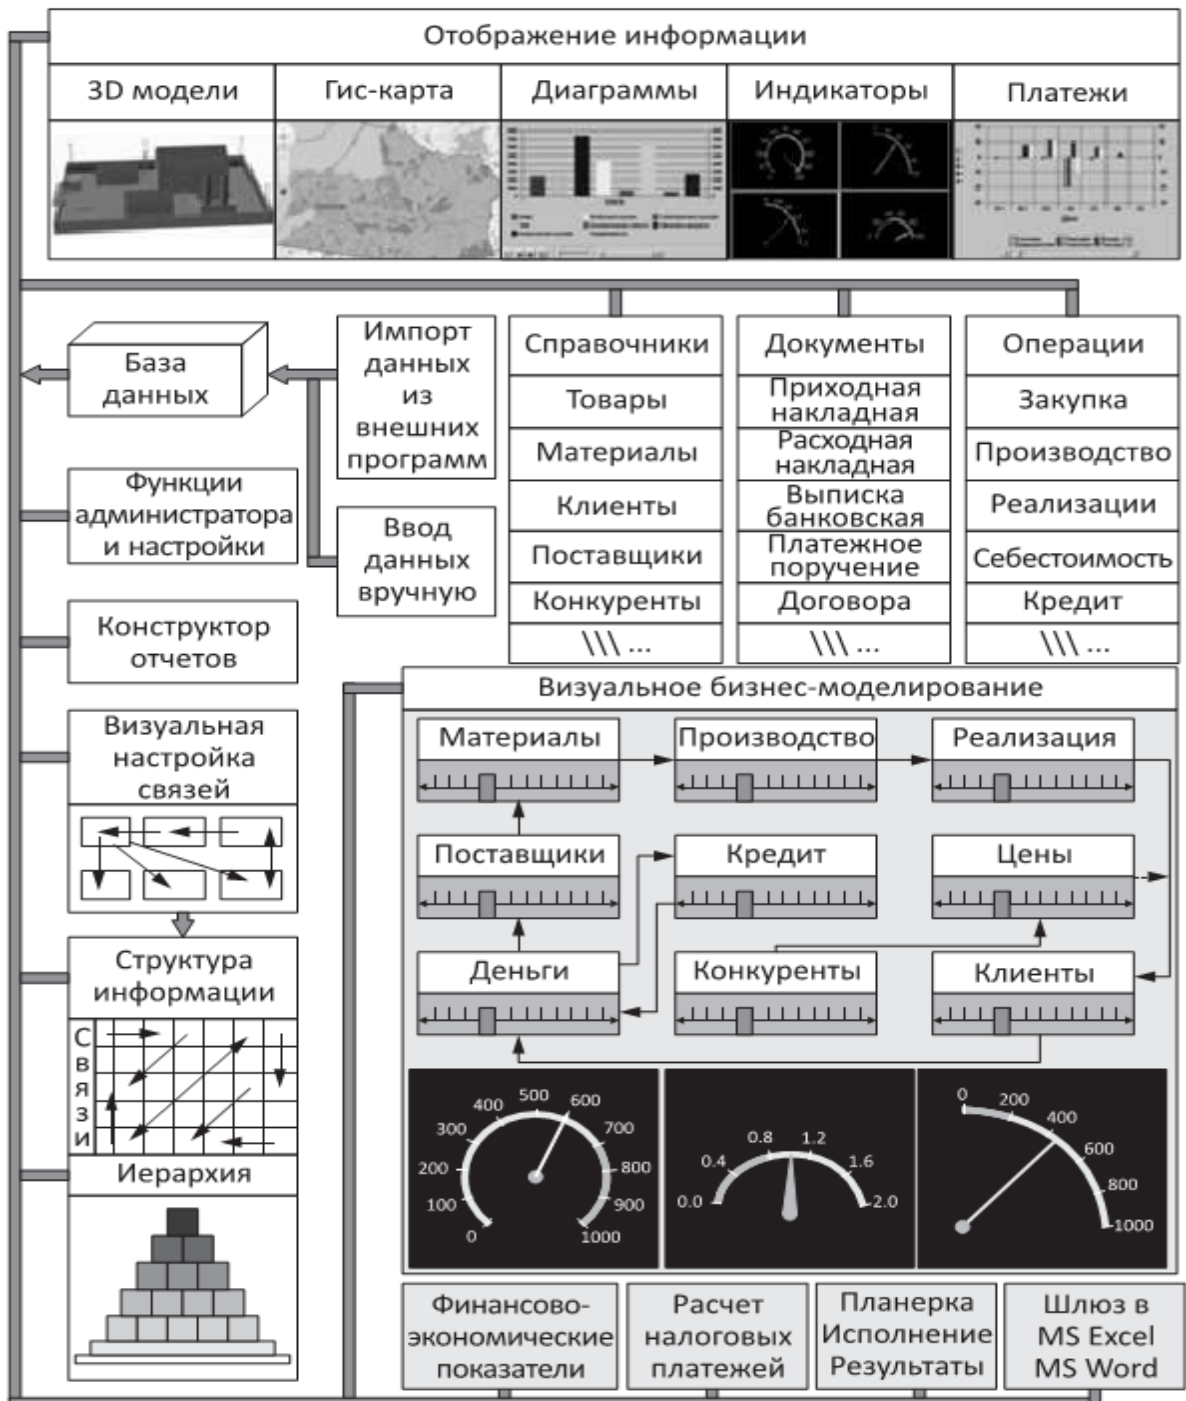 Отображение информации
3D модели
Гис-карта
Диаграммы
Индикаторы
Платежи
База
данных
Импорт
данных
из
внешних
программ
Справочники
Товары
Материалы
Клиенты
Поставщики
Конкуренты
\\\ ...
Документы
Приходная
накладная
Расходная
накладная
Выписка
банковская
Платежное
поручение
Договора
\\\ ...
Операции
Закупка
Производство
Реализации
Себестоимость
Кредит
\\\ ...
Функции
администратора
и настройки
Ввод
данных
вручную
Конструктор
отчетов
Визуальная
настройка
связей
Структура
информации
Связи
Иерархия
Визуальное бизнес-моделирование
Материалы
Производство
Реализация
Поставщики
Кредит
Цены
Деньги
Конкуренты
Клиенты
0
100
200
300
400
500
600
700
800
900
1000
0.0
0.4
0.8
1.2
1.6
2.0
0
200
400
600
800
1000
Финансово-
экономические
показатели
Расчет
налоговых
платежей
Планерка
Исполнение
Результаты
Шлюз в
MS Excel
MS Word